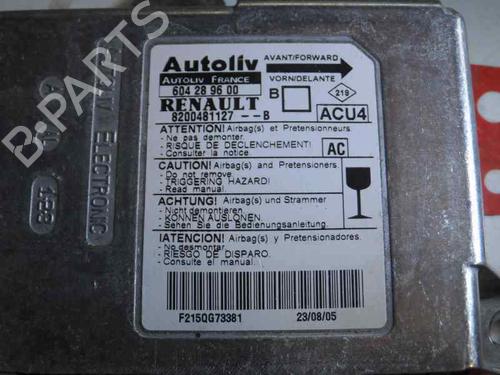 Autoliv
AVANT/FORWARD
AUTOLIV FRANCE
VORN/DELANTE
604 28 96 00
B
219
RENAULT
8200481127 --B
ACU4
ATTENTION! Airbag(s) et Pretensionneurs
- Ne pas demonter.
- RISQUE DE DECLENCHEMENT!
- Consulter la notice
AC
CAUTION! Airbag(s) and Pretensioners
- Do not remove.
- TRIGGERING HAZARD!
- Read manual.
ACHTUNG! Airbag(s) und Strammer
- Nicht demontieren
- KÖNNEN AUSLÖSEN
- Sehen Sie die Bedienungsanleitung.
!ATENCION! Airbag(s) y Pretensionadores.
- No desmontar
- RIESGO DE DISPARO.
- Consulte el manual.
F215QG73381
23/08/05
ELECTRONIC